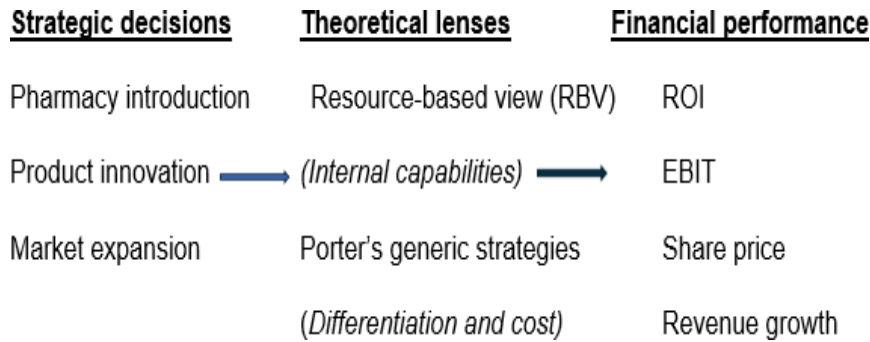 Strategic decisions Theoretical lenses Financial performance
Pharmacy introduction Resource-based view (RBV) ROI
Product innovation (Internal capabilities) EBIT
Market expansion Porter's generic strategies Share price
(Differentiation and cost) Revenue growth